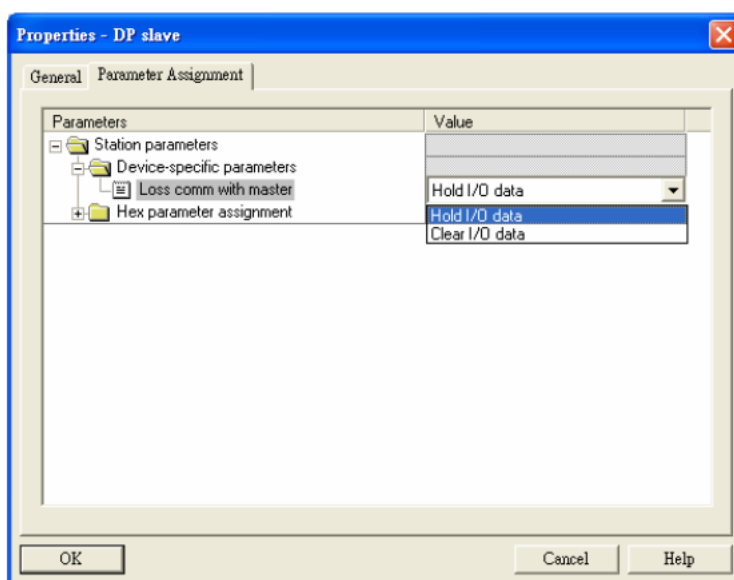 Properties - DP slave
General Parameter Assignment
Parameters Value
Station parameters
Device-specific parameters
Loss comm with master Hold I/O data
Hex parameter assignment Hold I/O data
Clear I/O data
OK Cancel Help